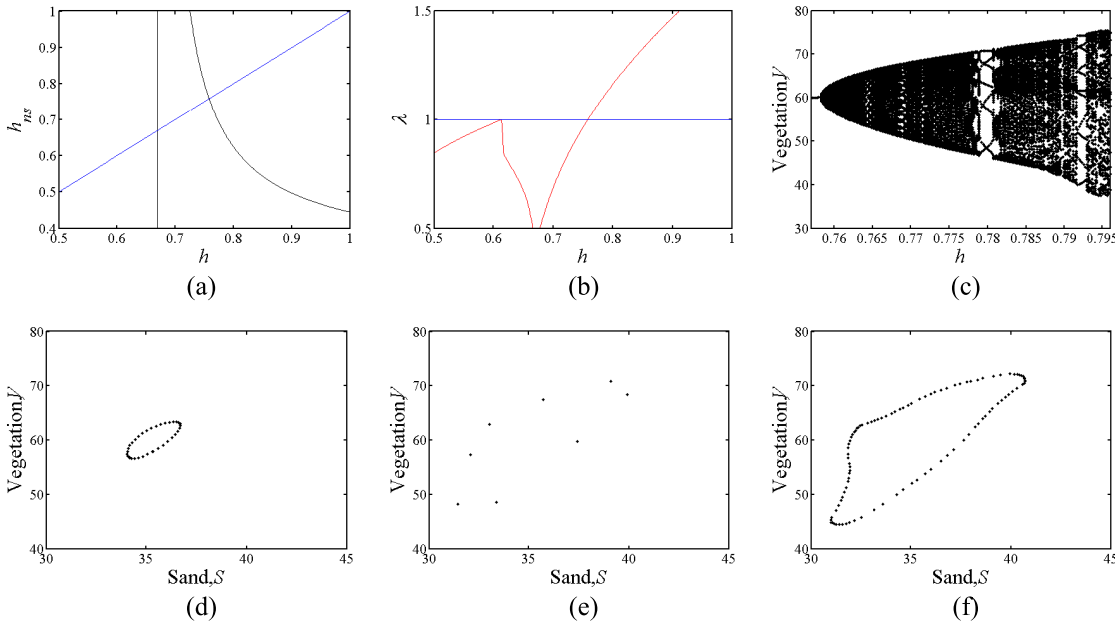 1
0.9
0.8
0.7
0.6
0.5
0.4
h_ns
0.5 0.6 0.7 0.8 0.9 1
h
(a)
1.5
1
0.5
λ
0.5 0.6 0.7 0.8 0.9 1
h
(b)
80
70
60
50
40
30
Vegetation,V
0.76 0.765 0.77 0.775 0.78 0.785 0.79 0.795
h
(c)
80
70
60
50
40
Vegetation,V
30 35 40 45
Sand,S
(d)
80
70
60
50
40
Vegetation,V
30 35 40 45
Sand,S
(e)
80
70
60
50
40
Vegetation,V
30 35 40 45
Sand,S
(f)